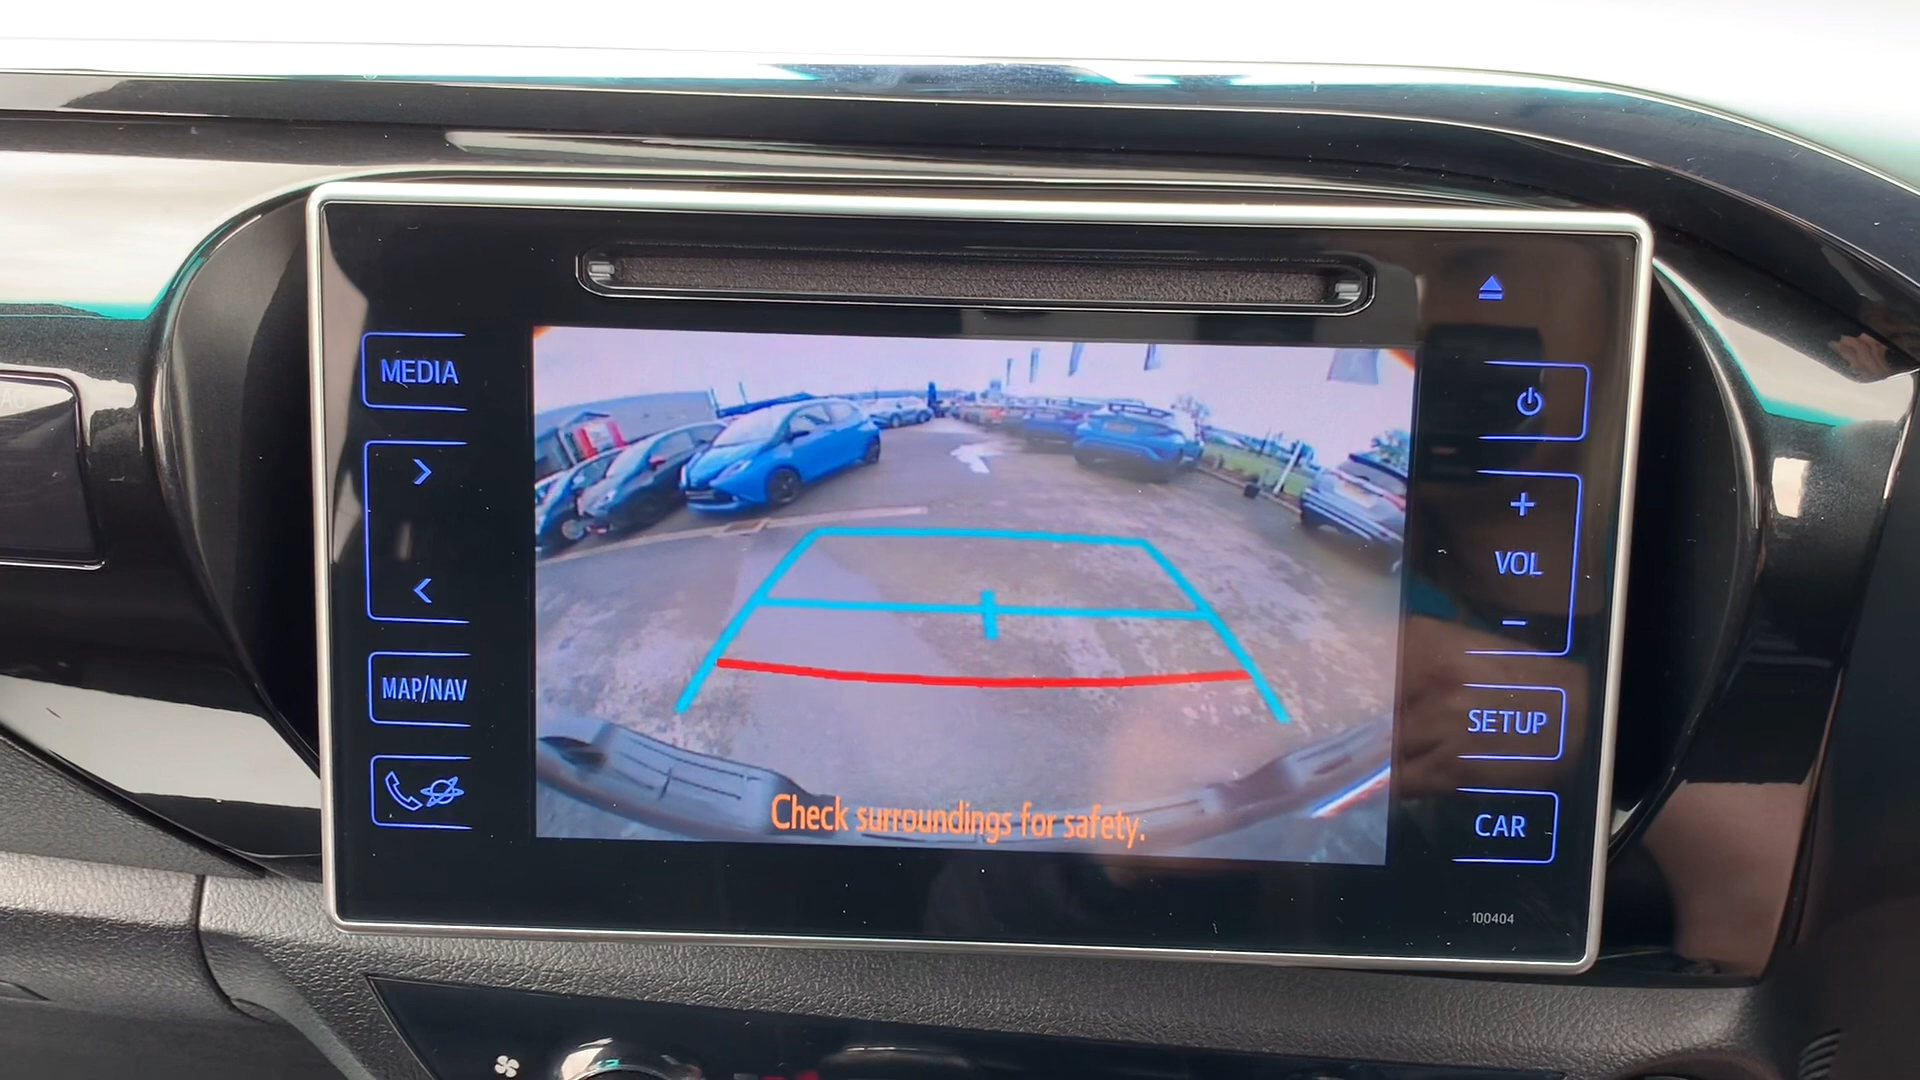 MEDIA
MAP/NAV
VOL
SETUP
CAR
Check surroundings for safety.
100404